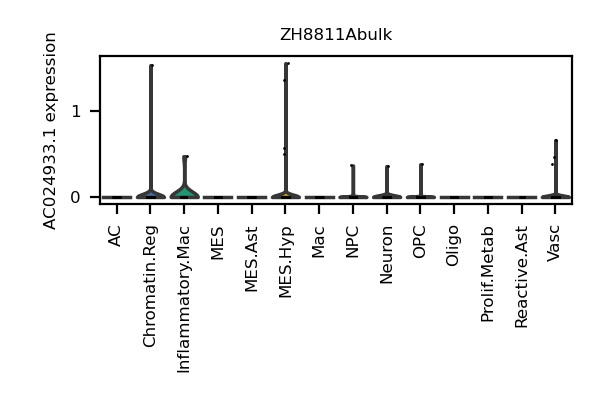 ZH8811Abulk
AC024933.1 expression
1
0
AC
Chromatin.Reg
Inflammatory.Mac
MES
MES.Ast
MES.Hyp
Mac
NPC
Neuron
OPC
Oligo
Prolif.Metab
Reactive.Ast
Vasc